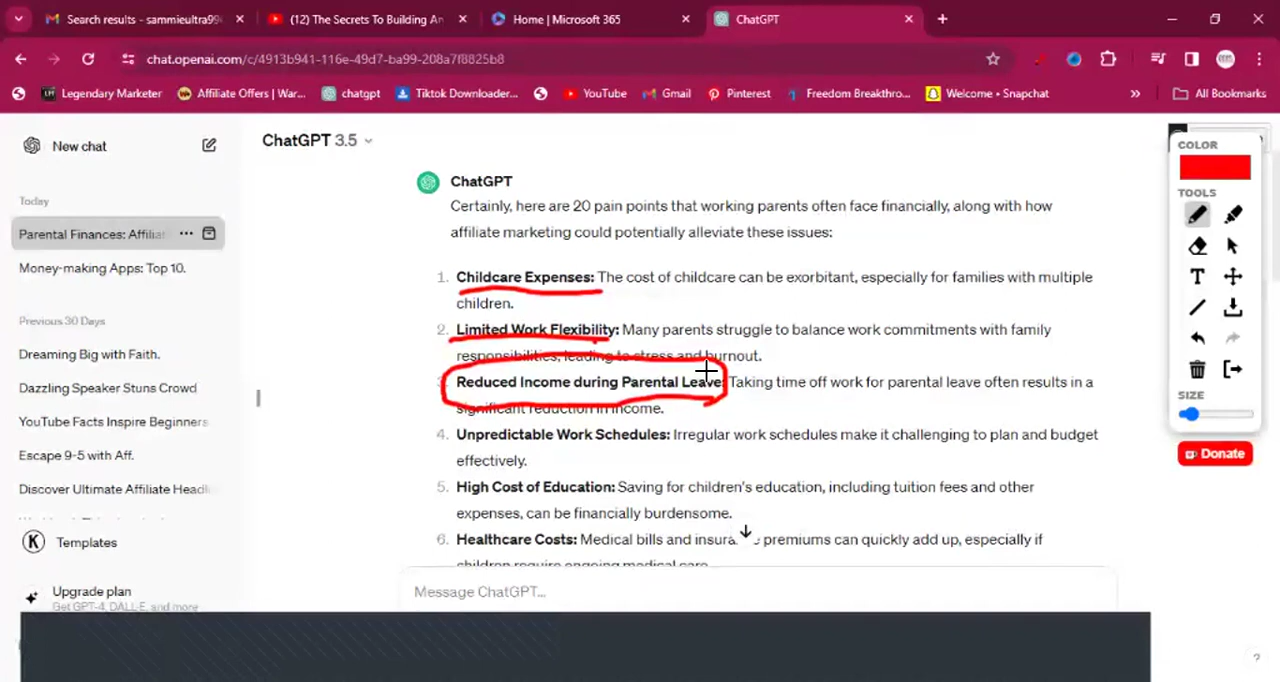 Search results - sammieultra99
(12) The Secrets To Building An
Home | Microsoft 365
ChatGPT
chat.openai.com/c/4913b941-116e-49d7-ba99-208a7f8825b8
Legendary Marketer
Affiliate Offers | War...
chatgpt
Tiktok Downloader...
YouTube
Gmail
Pinterest
Freedom Breakthro...
Welcome • Snapchat
»
All Bookmarks
New chat
Today
Parental Finances: Affiliat
Money-making Apps: Top 10.
Previous 30 Days
Dreaming Big with Faith.
Dazzling Speaker Stuns Crowd
YouTube Facts Inspire Beginners
Escape 9-5 with Aff.
Discover Ultimate Affiliate Headli
K Templates
Upgrade plan
Get GPT-4, DALL·E, and more
ChatGPT 3.5
ChatGPT
Certainly, here are 20 pain points that working parents often face financially, along with how
affiliate marketing could potentially alleviate these issues:
1. Childcare Expenses: The cost of childcare can be exorbitant, especially for families with multiple
children.
2. Limited Work Flexibility: Many parents struggle to balance work commitments with family
responsibilities, leading to stress and burnout.
3. Reduced Income during Parental Leave: Taking time off work for parental leave often results in a
significant reduction in income.
4. Unpredictable Work Schedules: Irregular work schedules make it challenging to plan and budget
effectively.
5. High Cost of Education: Saving for children's education, including tuition fees and other
expenses, can be financially burdensome.
6. Healthcare Costs: Medical bills and insurance premiums can quickly add up, especially if
children require ongoing medical care.
Message ChatGPT...
?
COLOR
TOOLS
T
SIZE
Donate